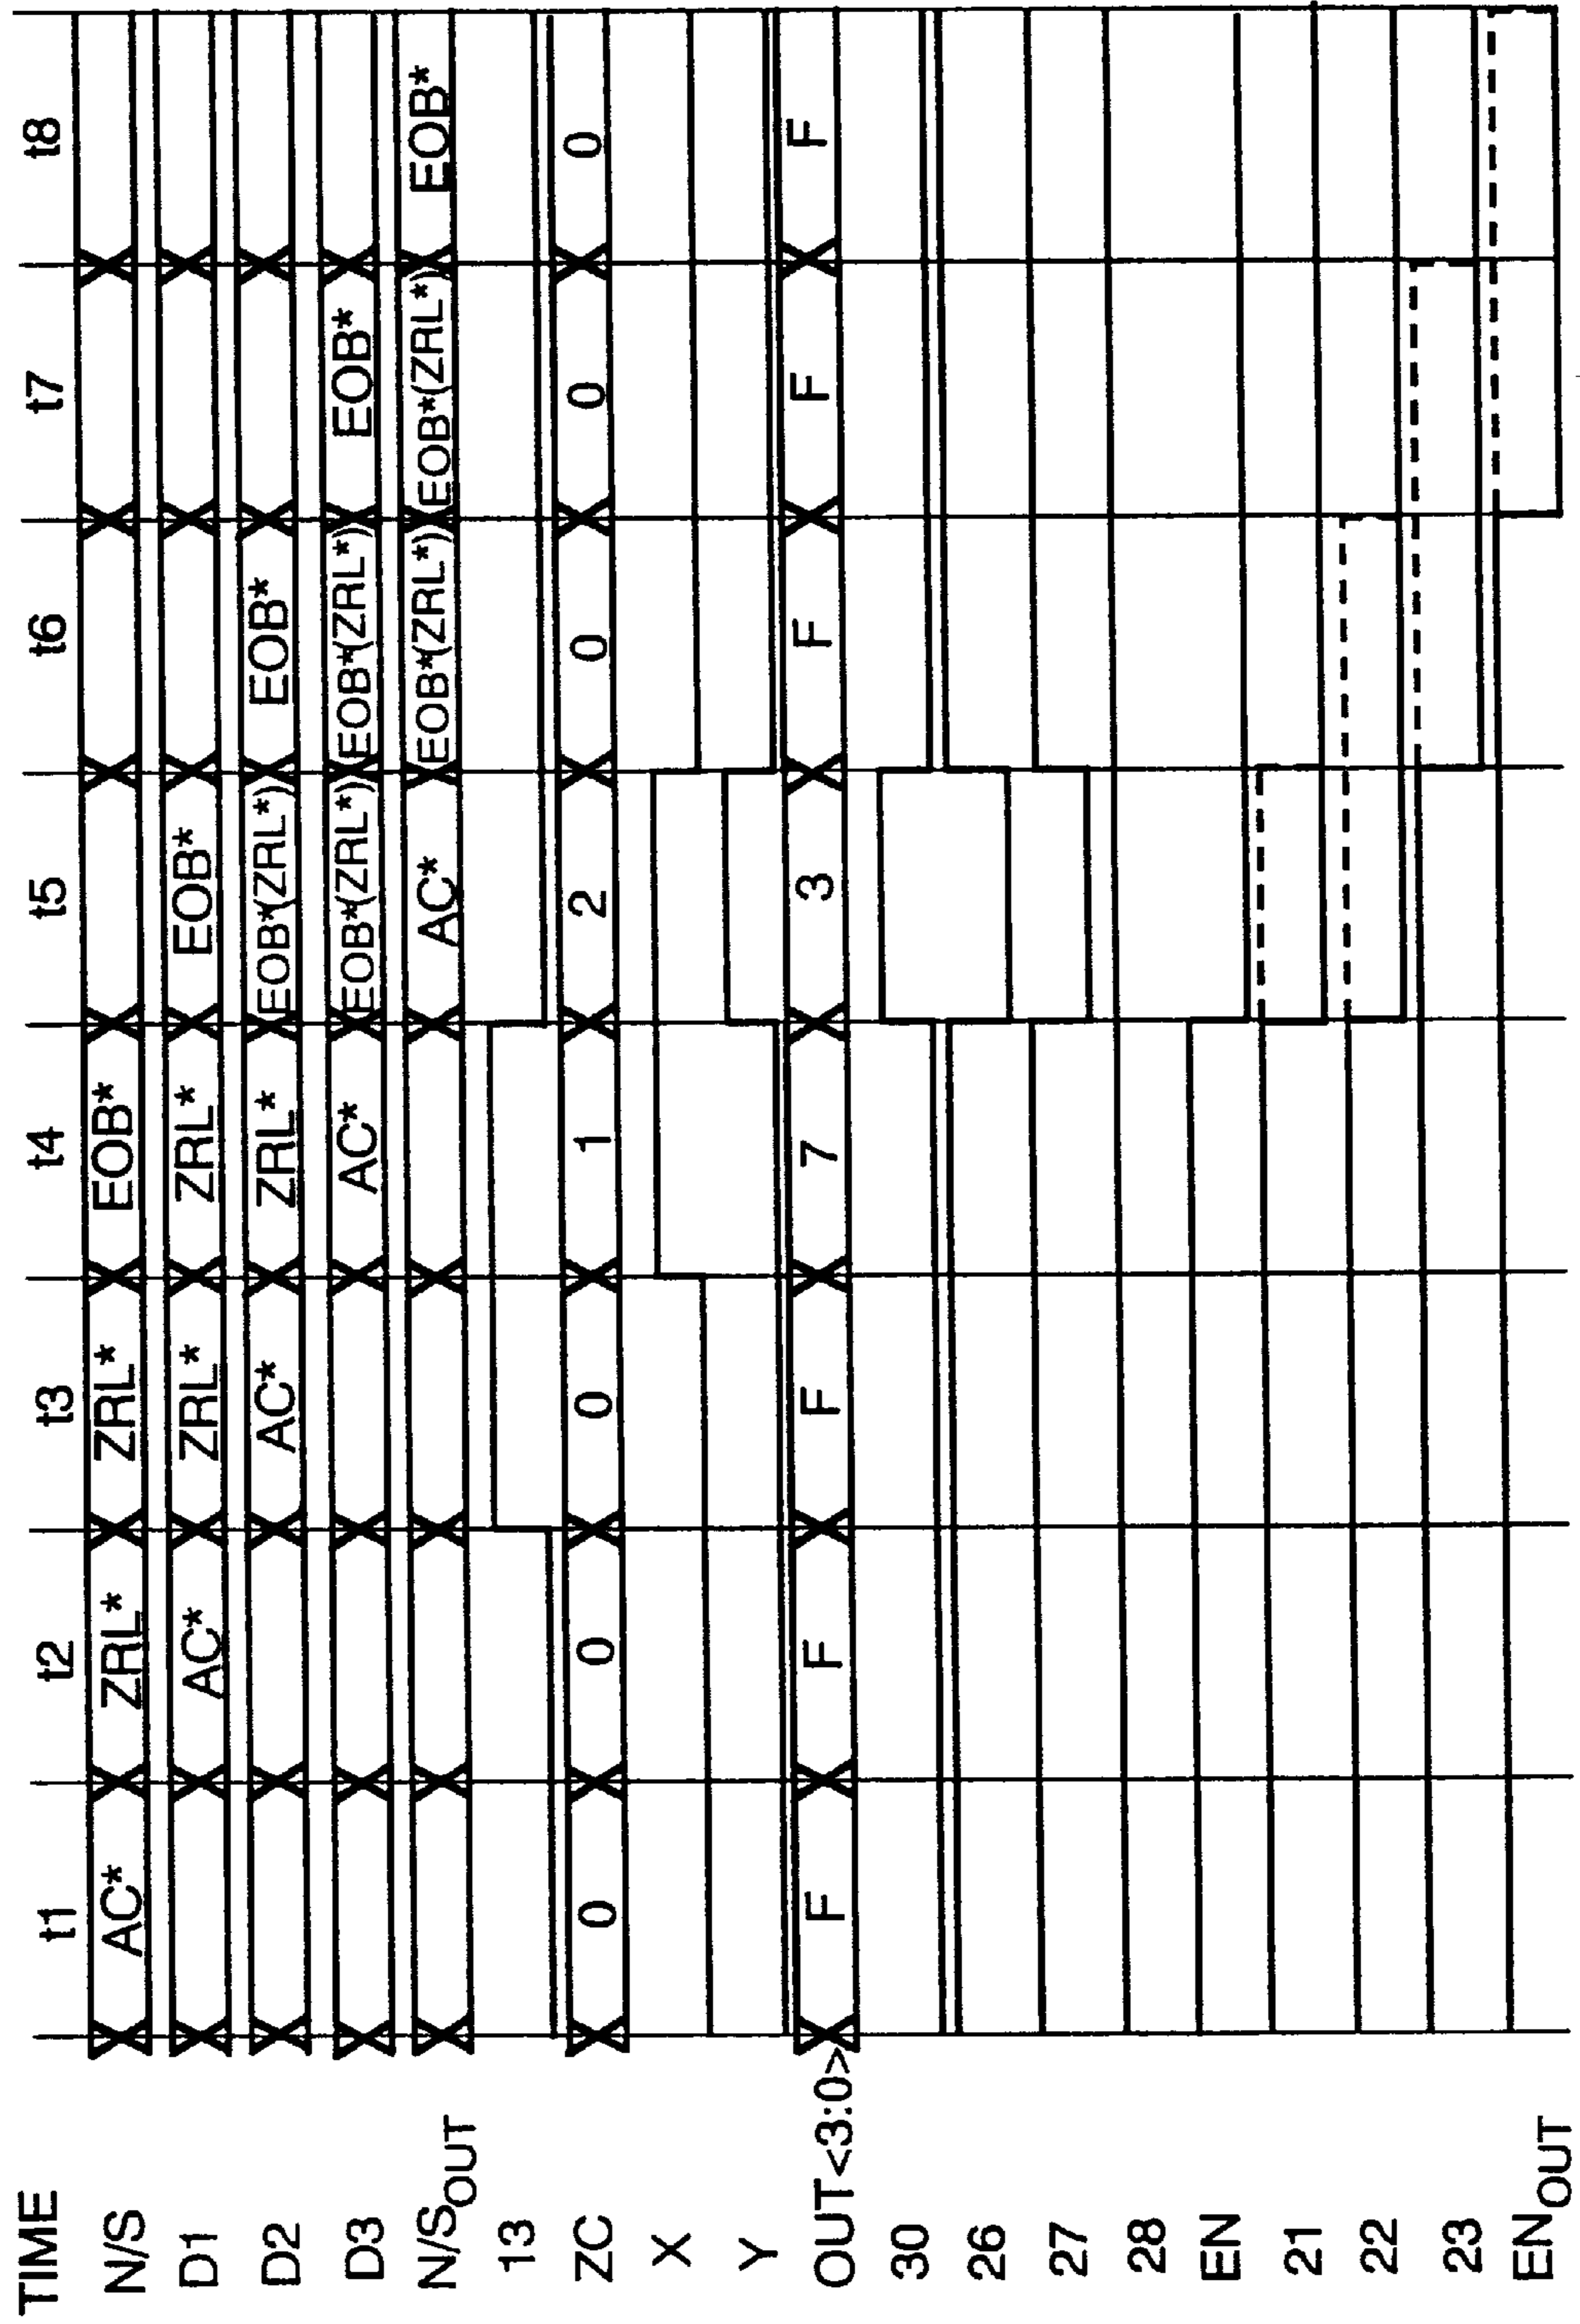 TIME t1 t2 t3 t4 t5 t6 t7 t8
N/S AC* ZRL* ZRL* EOB*
D1 AC* ZRL* ZRL* EOB*
D2 AC* ZRL* EOB*(ZRL*) EOB*
D3 AC* EOB*(ZRL*) EOB*(ZRL*) EOB*
N/SOUT AC* EOB*(ZRL*) EOB*(ZRL*) EOB*
13
ZC 0 0 0 1 2 0 0 0
X
Y
OUT<3:0> F F F 7 3 F F F
30
26
27
28
EN
21
22
23
ENOUT